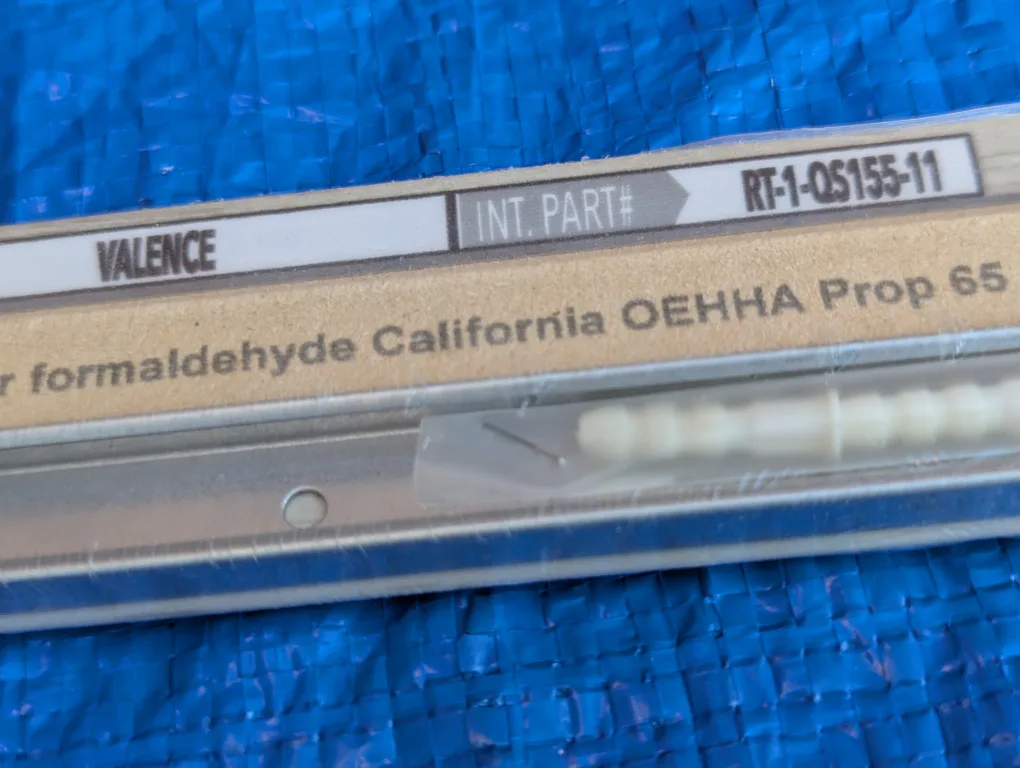 VALENCE INT. PART# RT-1-QS155-11
formaldehyde California OEHHA Prop 65